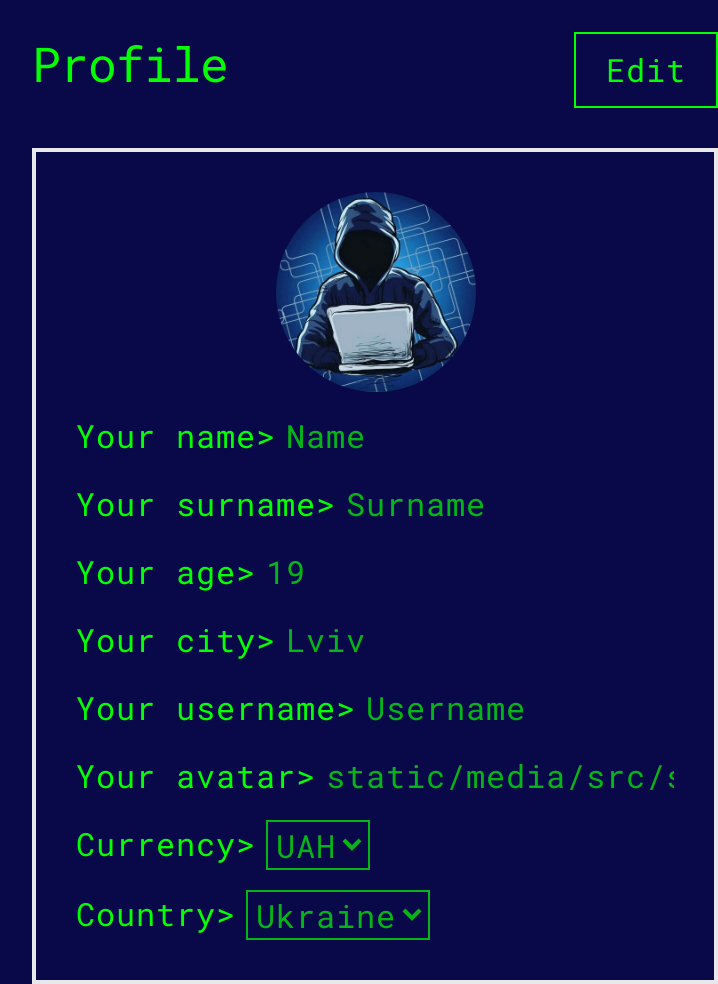 Profile
Edit
Your name> Name
Your surname> Surname
Your age> 19
Your city> Lviv
Your username> Username
Your avatar> static/media/src/s
Currency> UAH
Country> Ukraine